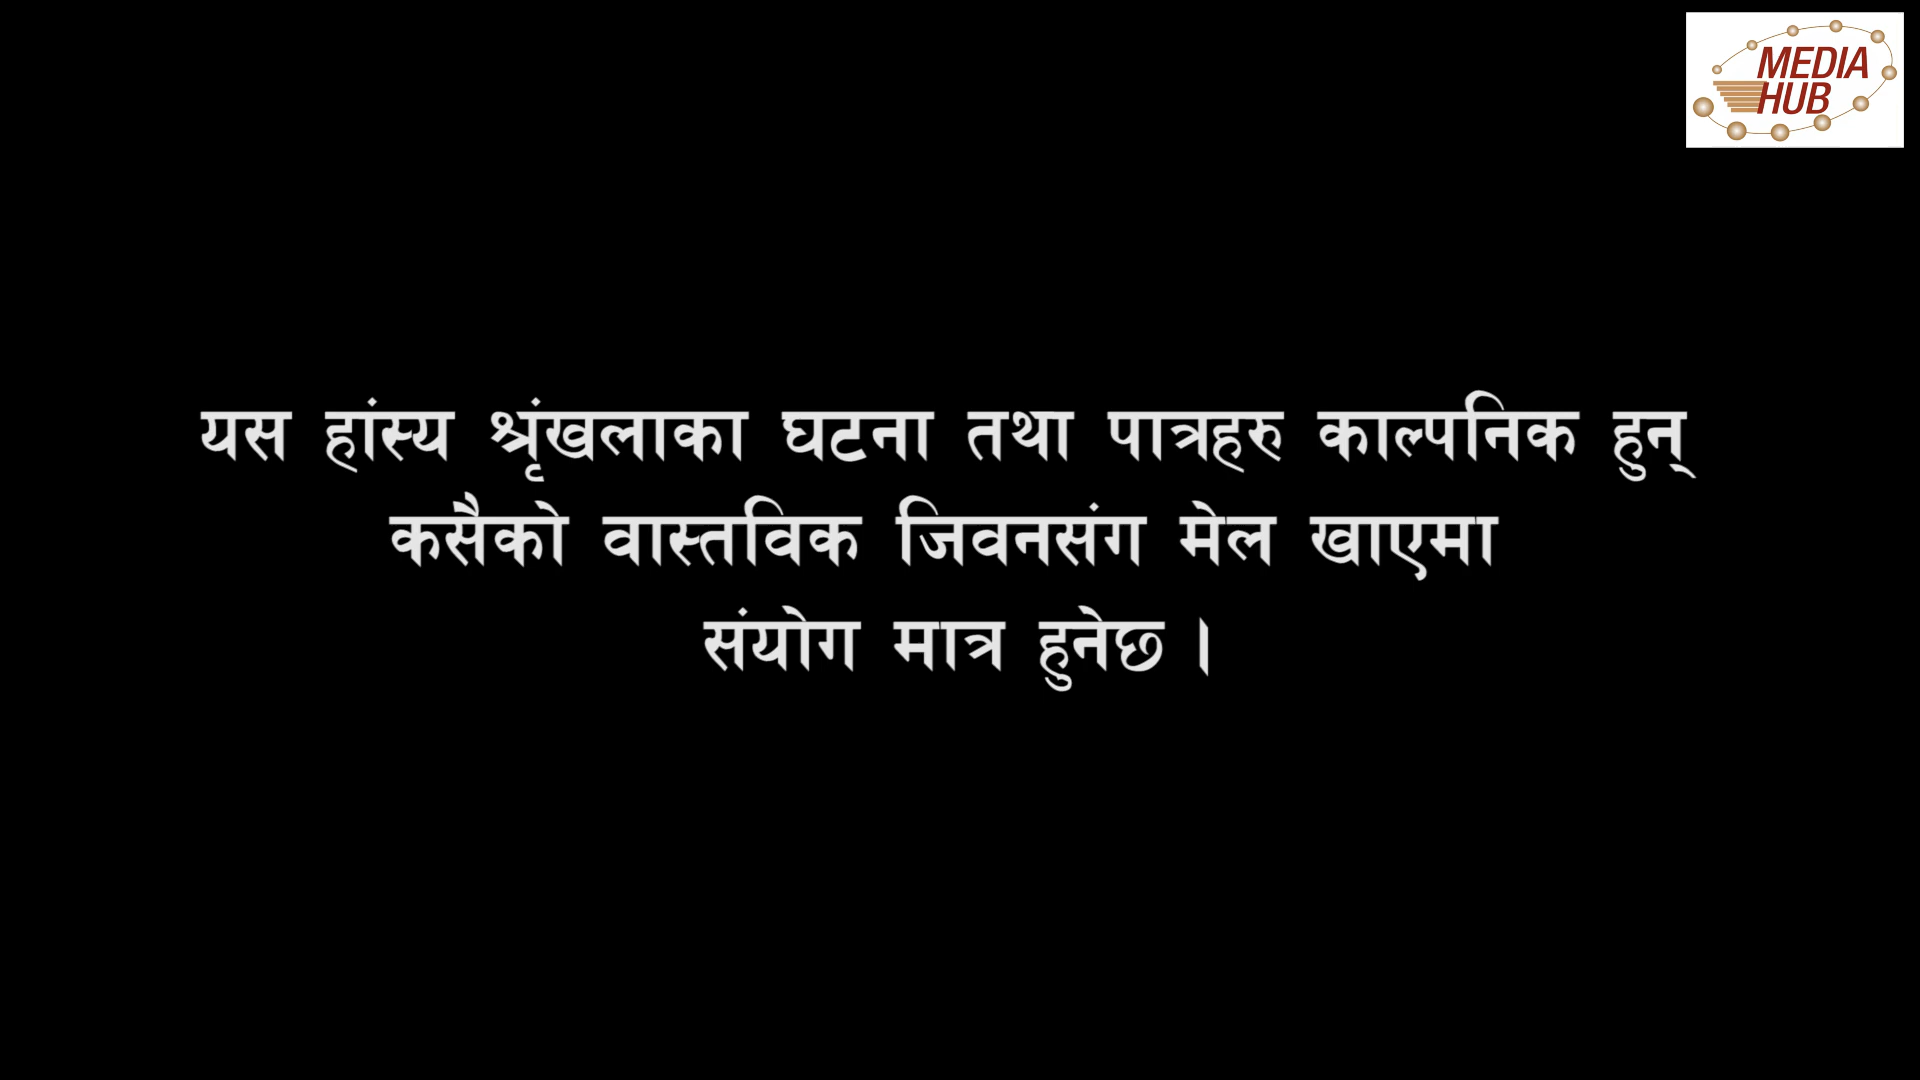 MEDIA
HUB
यस हांस्य श्रृंखलाका घटना तथा पात्रहरु काल्पनिक हुन्
कसैको वास्तविक जिवनसंग मेल खाएमा
संयोग मात्र हुनेछ ।